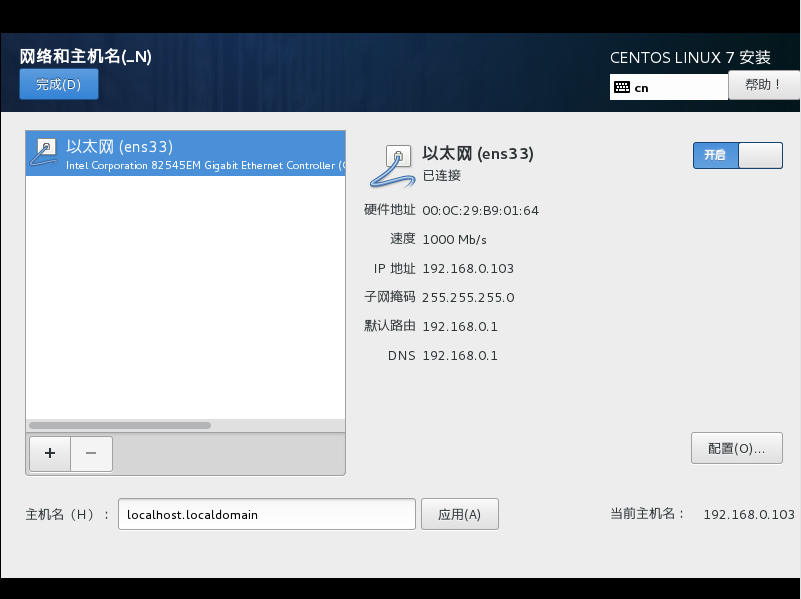 网络和主机名(_N)
CENTOS LINUX 7 安装
完成(D)
cn
帮助！
以太网 (ens33)
Intel Corporation 82545EM Gigabit Ethernet Controller (
以太网 (ens33)
已连接
开启
硬件地址 00:0C:29:B9:01:64
速度 1000 Mb/s
IP 地址 192.168.0.103
子网掩码 255.255.255.0
默认路由 192.168.0.1
DNS 192.168.0.1
+ −
配置(O)...
主机名（H）： localhost.localdomain 应用(A) 当前主机名： 192.168.0.103